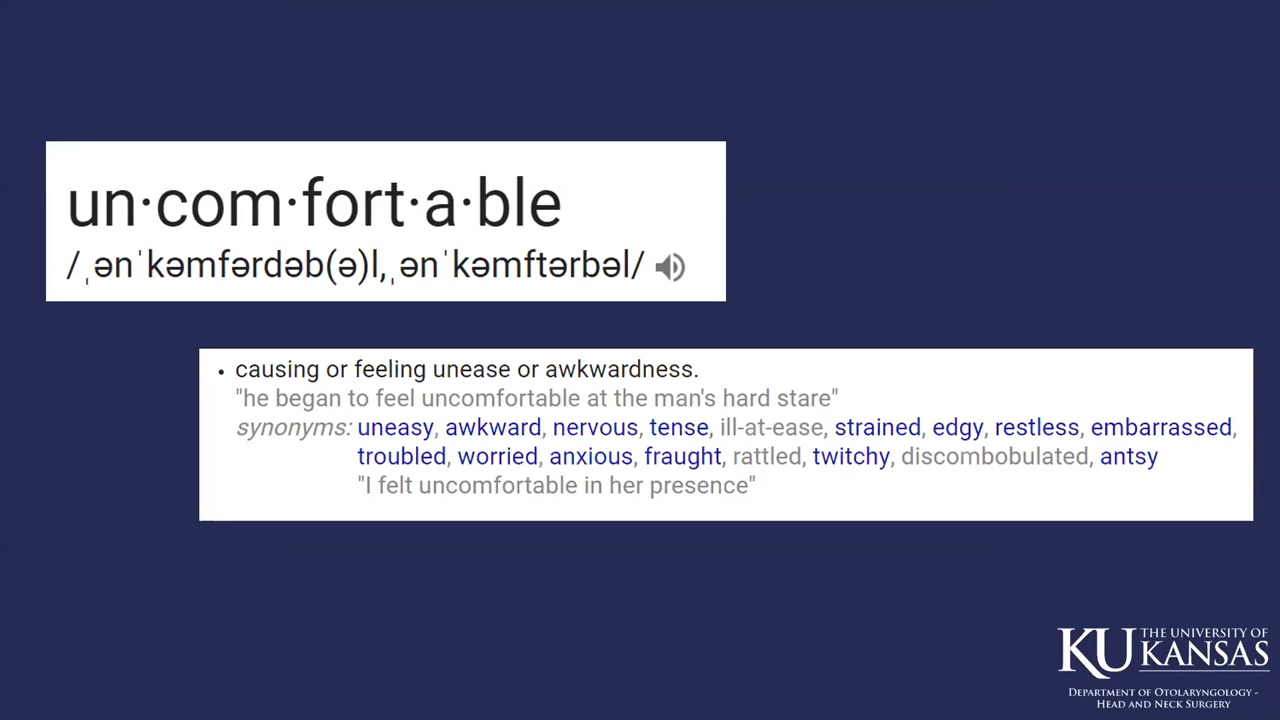 un·com·fort·a·ble
/ˌənˈkəmfərdəb(ə)l,ˌənˈkəmftərbəl/
• causing or feeling unease or awkwardness.
"he began to feel uncomfortable at the man's hard stare"
synonyms: uneasy, awkward, nervous, tense, ill-at-ease, strained, edgy, restless, embarrassed,
troubled, worried, anxious, fraught, rattled, twitchy, discombobulated, antsy
"I felt uncomfortable in her presence"
KU THE UNIVERSITY OF
KANSAS
DEPARTMENT OF OTOLARYNGOLOGY -
HEAD AND NECK SURGERY